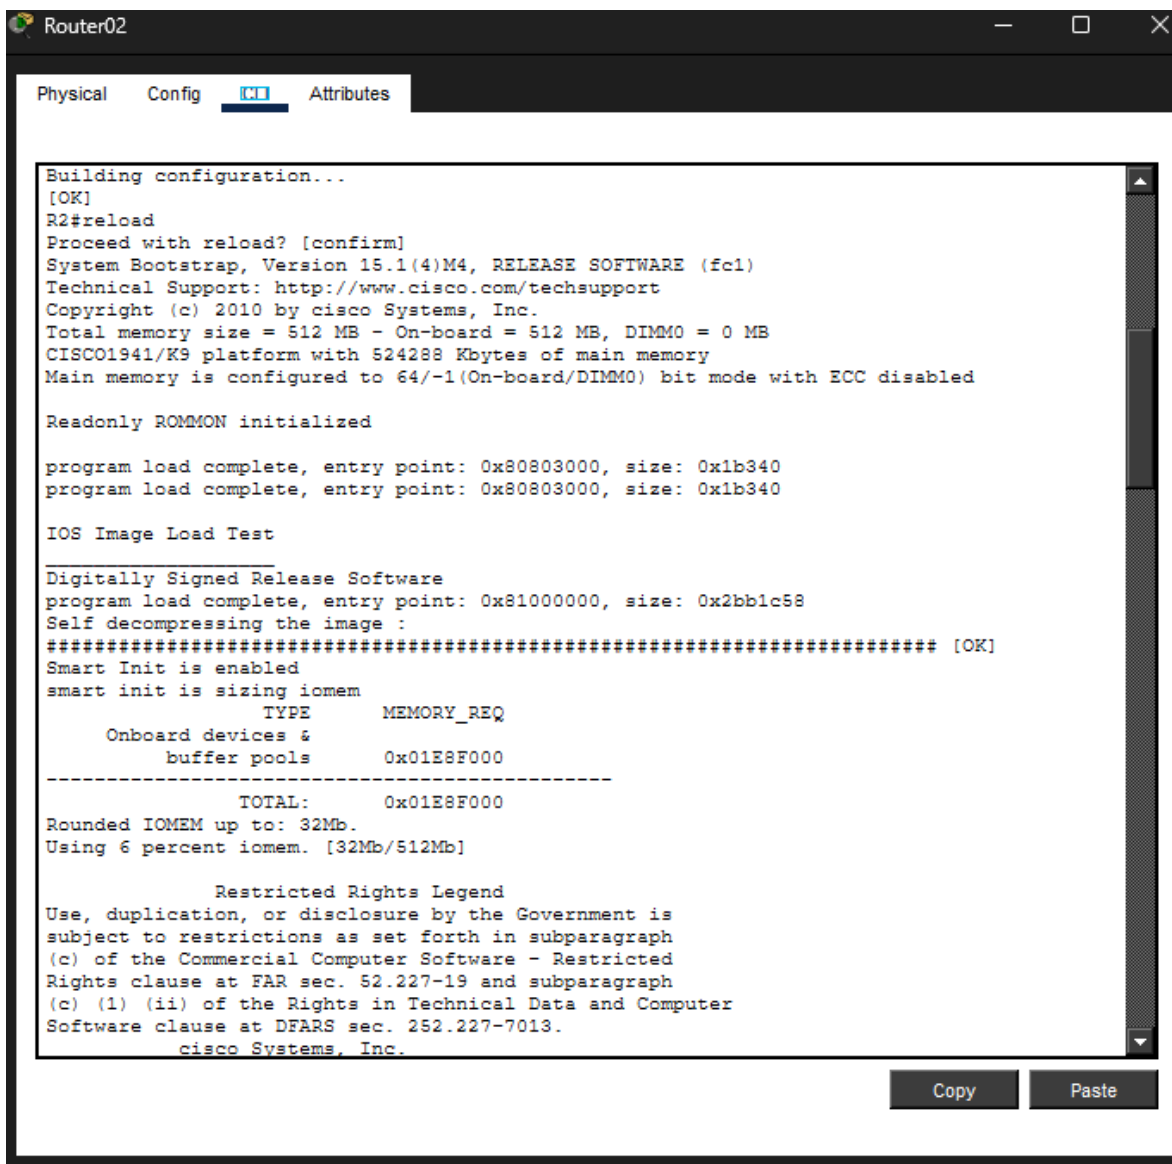 Router02
Physical Config CLI Attributes
Building configuration...
[OK]
R2#reload
Proceed with reload? [confirm]
System Bootstrap, Version 15.1(4)M4, RELEASE SOFTWARE (fc1)
Technical Support: http://www.cisco.com/techsupport
Copyright (c) 2010 by cisco Systems, Inc.
Total memory size = 512 MB - On-board = 512 MB, DIMM0 = 0 MB
CISCO1941/K9 platform with 524288 Kbytes of main memory
Main memory is configured to 64/-1(On-board/DIMM0) bit mode with ECC disabled
Readonly ROMMON initialized
program load complete, entry point: 0x80803000, size: 0x1b340
program load complete, entry point: 0x80803000, size: 0x1b340
IOS Image Load Test
___________________
Digitally Signed Release Software
program load complete, entry point: 0x81000000, size: 0x2bb1c58
Self decompressing the image :
########################################################################## [OK]
Smart Init is enabled
smart init is sizing iomem
TYPE MEMORY_REQ
Onboard devices &
buffer pools 0x01E8F000
-----------------------------------------------
TOTAL: 0x01E8F000
Rounded IOMEM up to: 32Mb.
Using 6 percent iomem. [32Mb/512Mb]
Restricted Rights Legend
Use, duplication, or disclosure by the Government is
subject to restrictions as set forth in subparagraph
(c) of the Commercial Computer Software - Restricted
Rights clause at FAR sec. 52.227-19 and subparagraph
(c) (1) (ii) of the Rights in Technical Data and Computer
Software clause at DFARS sec. 252.227-7013.
cisco Systems, Inc.
Copy Paste